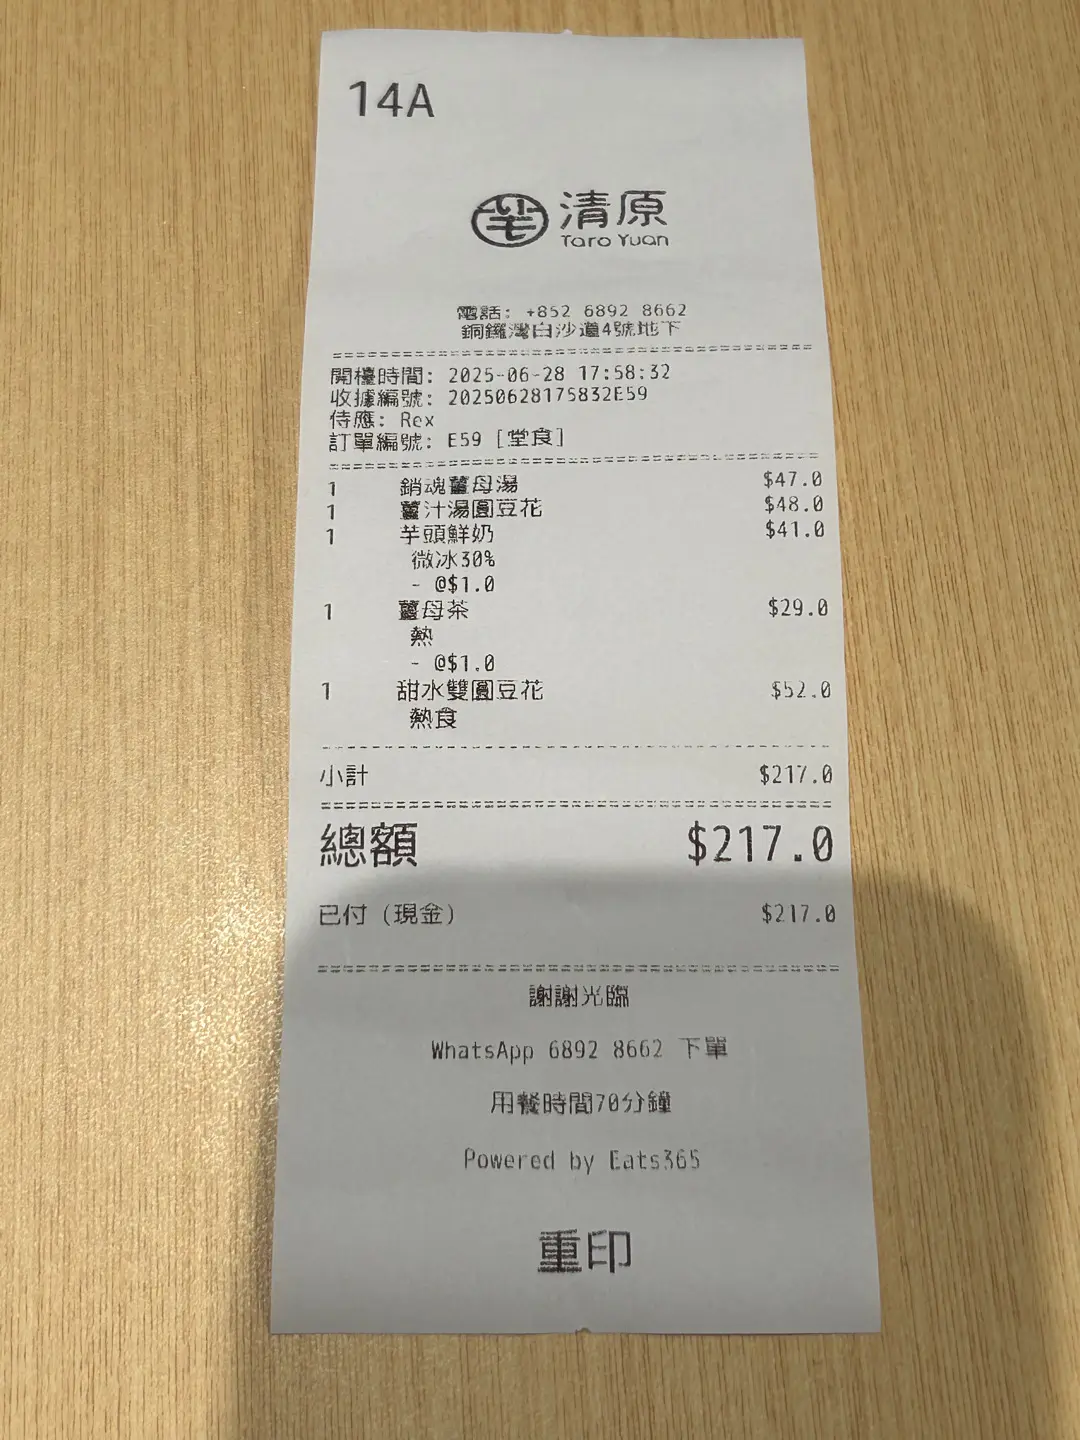 14A
芋 清原
Taro Yuan
電話: +852 6892 8662
銅鑼灣白沙道4號地下
開檯時間: 2025-06-28 17:58:32
收據編號: 20250628175832E59
侍應: Rex
訂單編號: E59 [堂食]
1 銷魂薑母湯 $47.0
1 薑汁湯圓豆花 $48.0
1 芋頭鮮奶 $41.0
微冰30%
- @$1.0
1 薑母茶 $29.0
熱
- @$1.0
1 甜水雙圓豆花 $52.0
熱食
小計 $217.0
總額 $217.0
已付 (現金) $217.0
謝謝光臨
WhatsApp 6892 8662 下單
用餐時間70分鐘
Powered by Eats365
重印